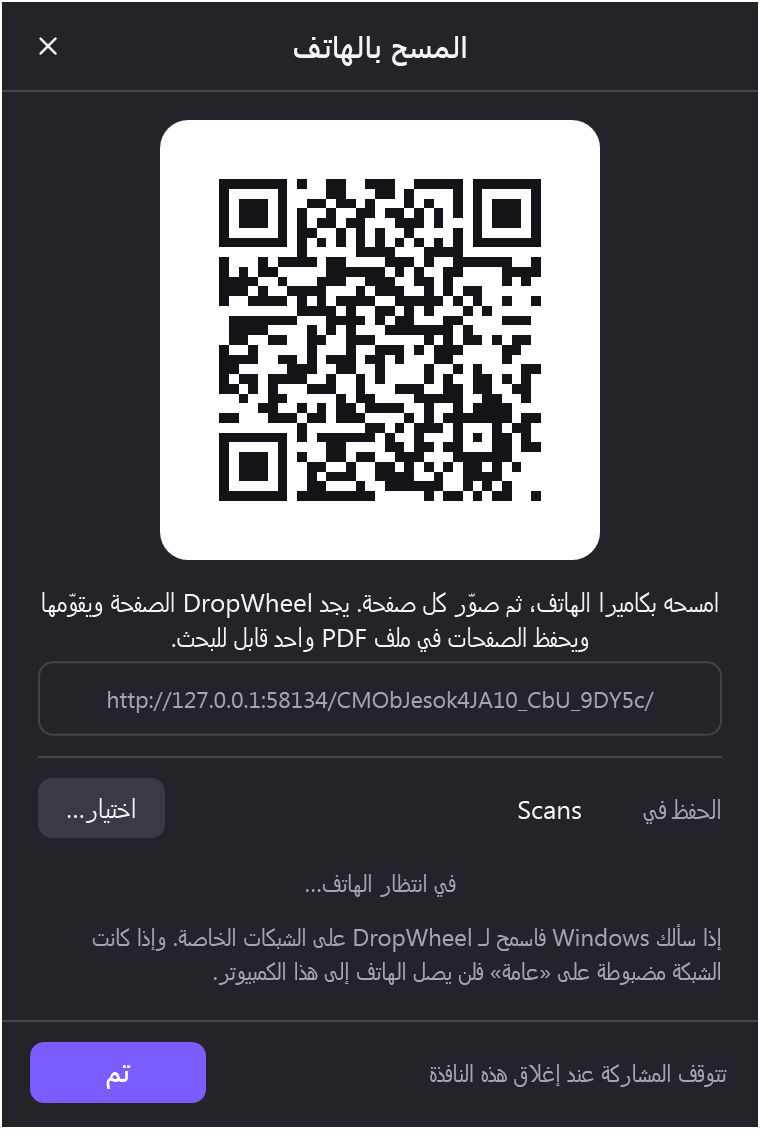 المسح بالهاتف
امسحه بكاميرا الهاتف، ثم صوّر كل صفحة. يجد DropWheel الصفحة ويقوّمها
ويحفظ الصفحات في ملف PDF واحد قابل للبحث.
http://127.0.0.1:58134/CMObJesok4JA10_CbU_9DY5c/
الحفظ في Scans اختيار...
في انتظار الهاتف...
إذا سألك Windows فاسمح لـ DropWheel على الشبكات الخاصة. وإذا كانت
الشبكة مضبوطة على «عامة» فلن يصل الهاتف إلى هذا الكمبيوتر.
تتوقف المشاركة عند إغلاق هذه النافذة
تم